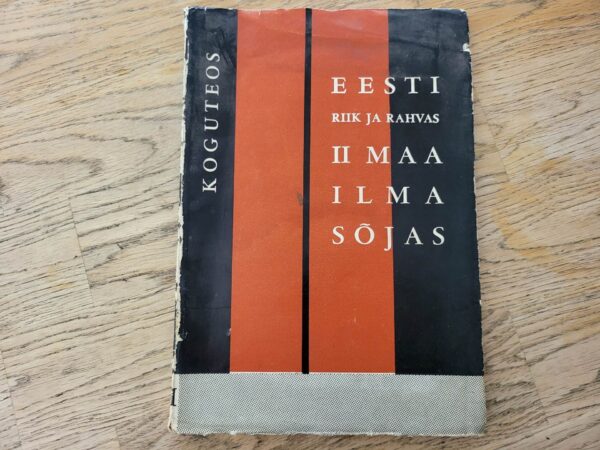 KOGUTEOS
EESTI
RIIK JA RAHVAS
II MAA
ILMA
SÕJAS
I